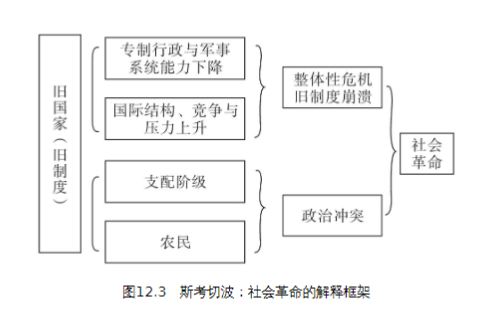 旧国家（旧制度）
专制行政与军事
系统能力下降
国际结构、竞争与
压力上升
支配阶级
农民
整体性危机
旧制度崩溃
政治冲突
社会
革命
图12.3 斯考切波：社会革命的解释框架